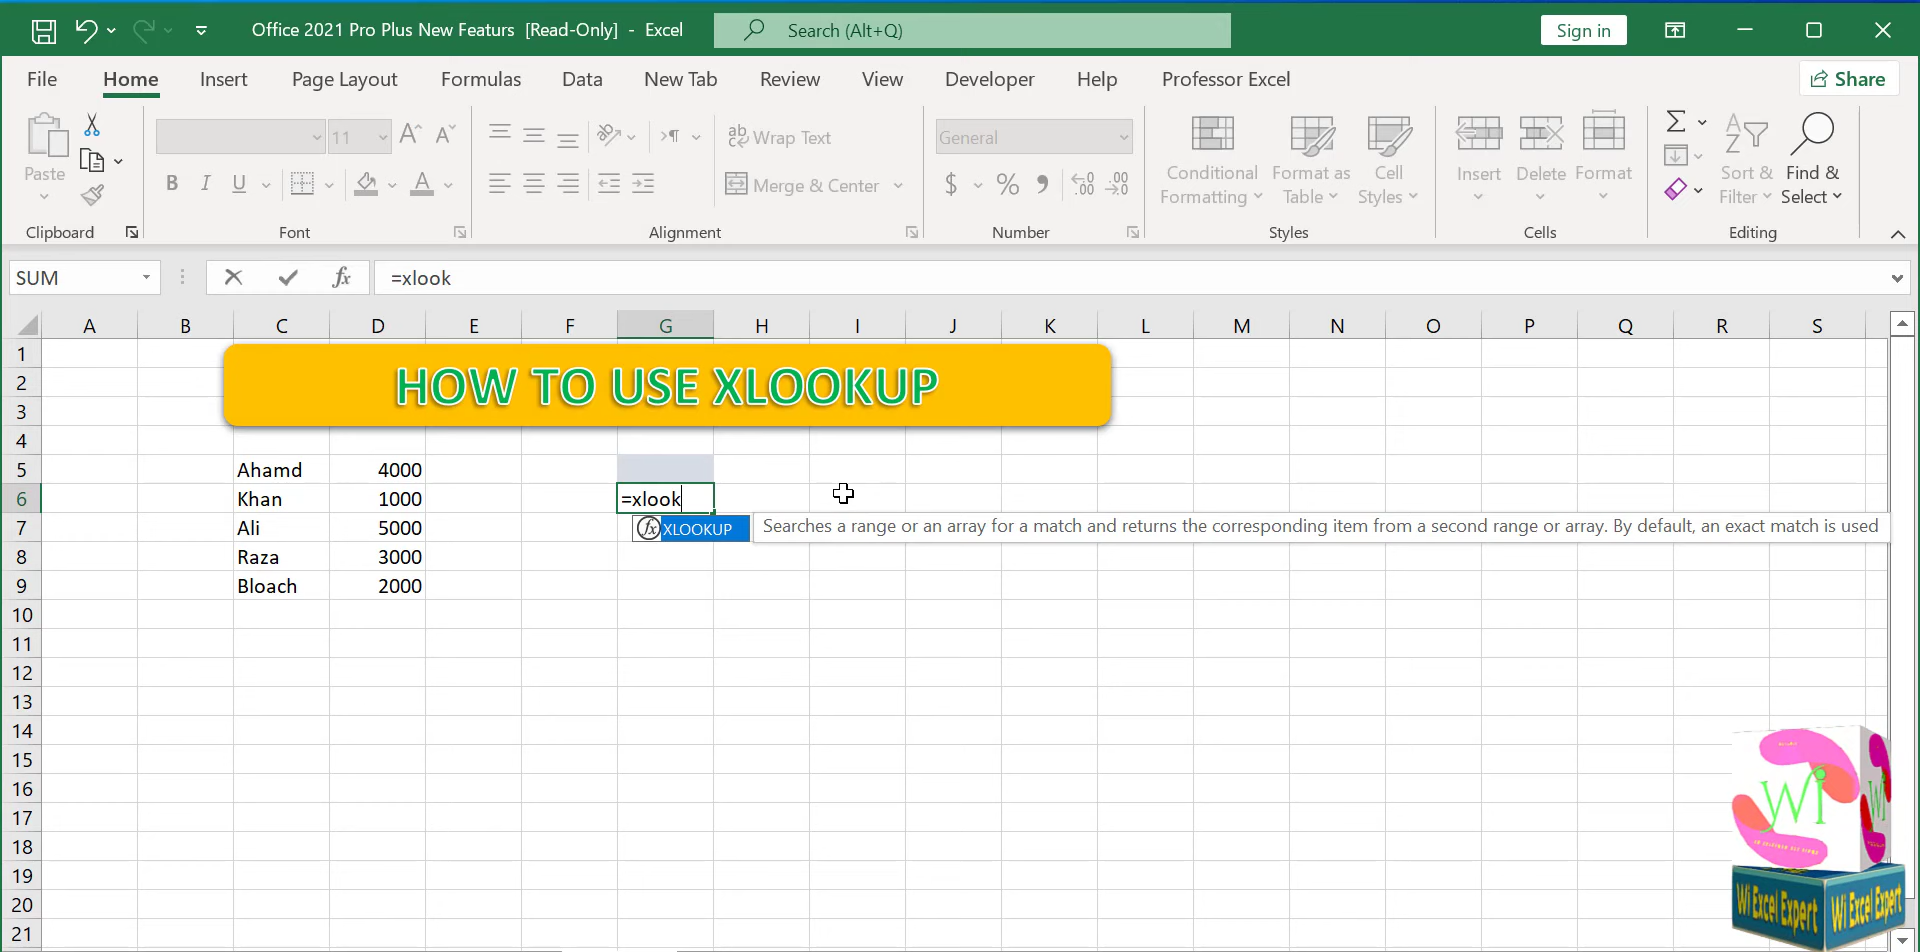 Office 2021 Pro Plus New Featurs [Read-Only] - Excel
Search (Alt+Q)
Sign in
File Home Insert Page Layout Formulas Data New Tab Review View Developer Help Professor Excel
Share
Paste
11
Wrap Text
Merge & Center
General
$ % 9
Conditional Formatting
Format as Table
Cell Styles
Insert
Delete
Format
Sort & Filter
Find & Select
Clipboard Font Alignment Number Styles Cells Editing
SUM
fx
=xlook
A B C D E F G H I J K L M N O P Q R S
1
HOW TO USE XLOOKUP
2
3
4
5 Ahamd 4000
6 Khan 1000 =xlook
7 Ali 5000 XLOOKUP Searches a range or an array for a match and returns the corresponding item from a second range or array. By default, an exact match is used
8 Raza 3000
9 Bloach 2000
10
11
12
13
14
15
16
17
18
19
20
21
Wi
Wi Excel Expert
Wi Excel Expert